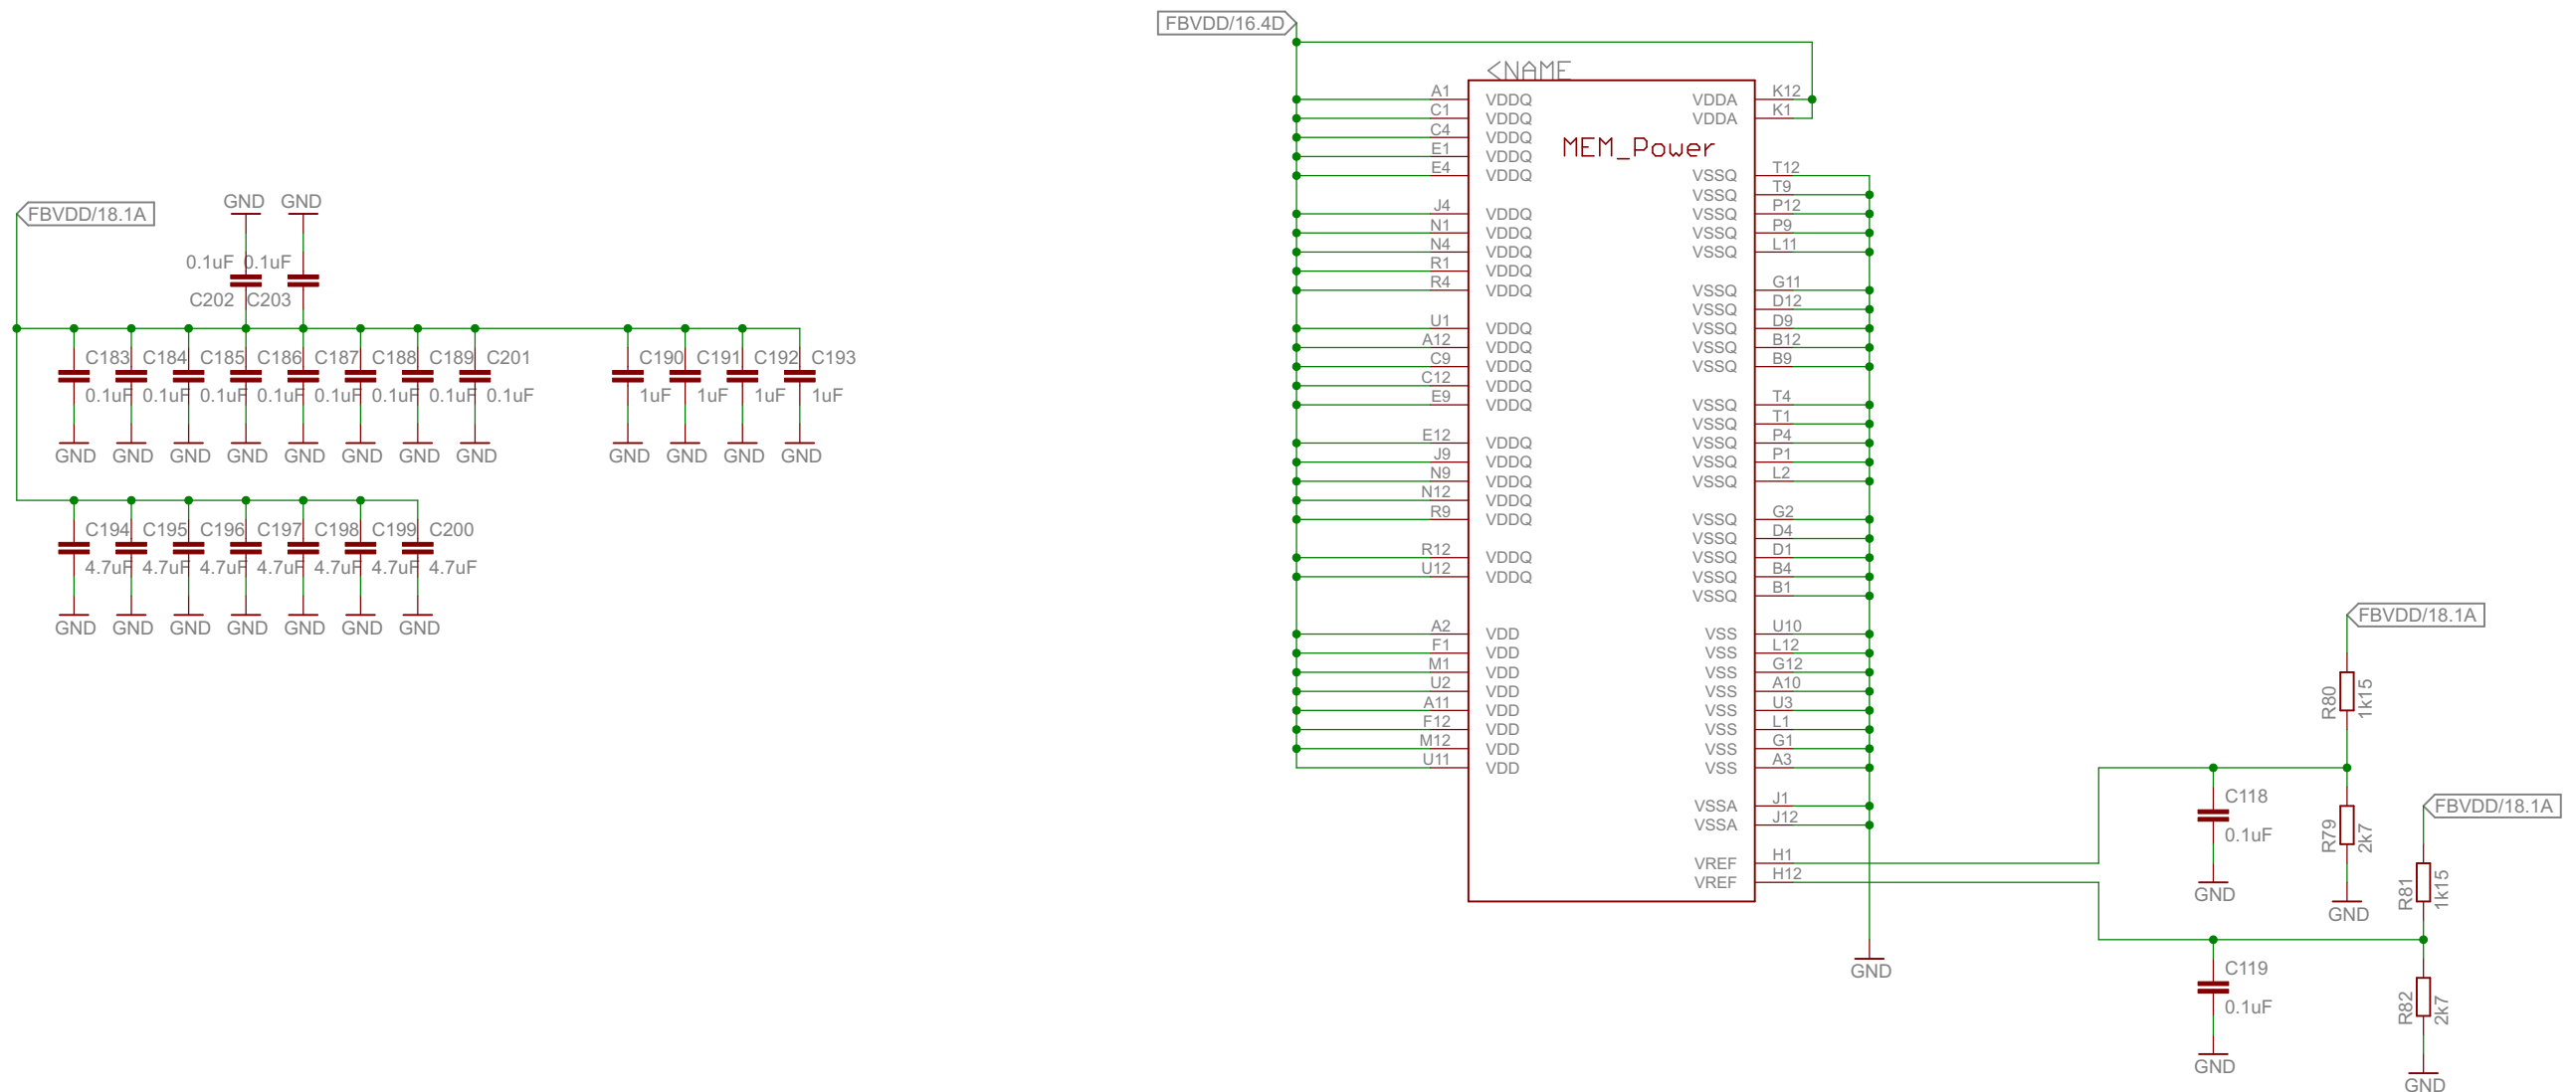 FBVDD/16.4D
<NAME
MEM_Power
A1 VDDQ VDDA K12
C1 VDDQ VDDA K1
C4 VDDQ
E1 VDDQ
E4 VDDQ VSSQ T12
VSSQ T9
J4 VDDQ VSSQ P12
N1 VDDQ VSSQ P9
N4 VDDQ VSSQ L11
R1 VDDQ
R4 VDDQ VSSQ G11
VSSQ D12
U1 VDDQ VSSQ D9
A12 VDDQ VSSQ B12
C9 VDDQ VSSQ B9
C12 VDDQ
E9 VDDQ VSSQ T4
VSSQ T1
E12 VDDQ VSSQ P4
J9 VDDQ VSSQ P1
N9 VDDQ VSSQ L2
N12 VDDQ
R9 VDDQ VSSQ G2
VSSQ D4
R12 VDDQ VSSQ D1
U12 VDDQ VSSQ B4
VSSQ B1
A2 VDD VSS U10
F1 VDD VSS L12
M1 VDD VSS G12
U2 VDD VSS A10
A11 VDD VSS U3
F12 VDD VSS L1
M12 VDD VSS G1
U11 VDD VSS A3
VSSA J1
VSSA J12
VREF H1
VREF H12
GND
FBVDD/18.1A
GND GND
0.1uF 0.1uF
C202 C203
C183 C184 C185 C186 C187 C188 C189 C201 C190 C191 C192 C193
0.1uF 0.1uF 0.1uF 0.1uF 0.1uF 0.1uF 0.1uF 0.1uF 1uF 1uF 1uF 1uF
GND GND GND GND GND GND GND GND GND GND GND GND
C194 C195 C196 C197 C198 C199 C200
4.7uF 4.7uF 4.7uF 4.7uF 4.7uF 4.7uF 4.7uF
GND GND GND GND GND GND GND
FBVDD/18.1A
R80 1k15
C118
0.1uF
GND
R79 2k7
GND
FBVDD/18.1A
R81 1k15
C119
0.1uF
GND
R82 2k7
GND